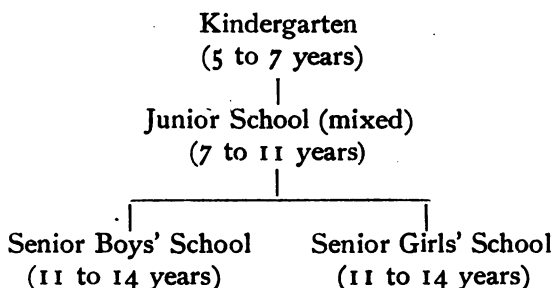 Kindergarten
(5 to 7 years)
Junior School (mixed)
(7 to 11 years)
Senior Boys' School Senior Girls' School
(11 to 14 years) (11 to 14 years)